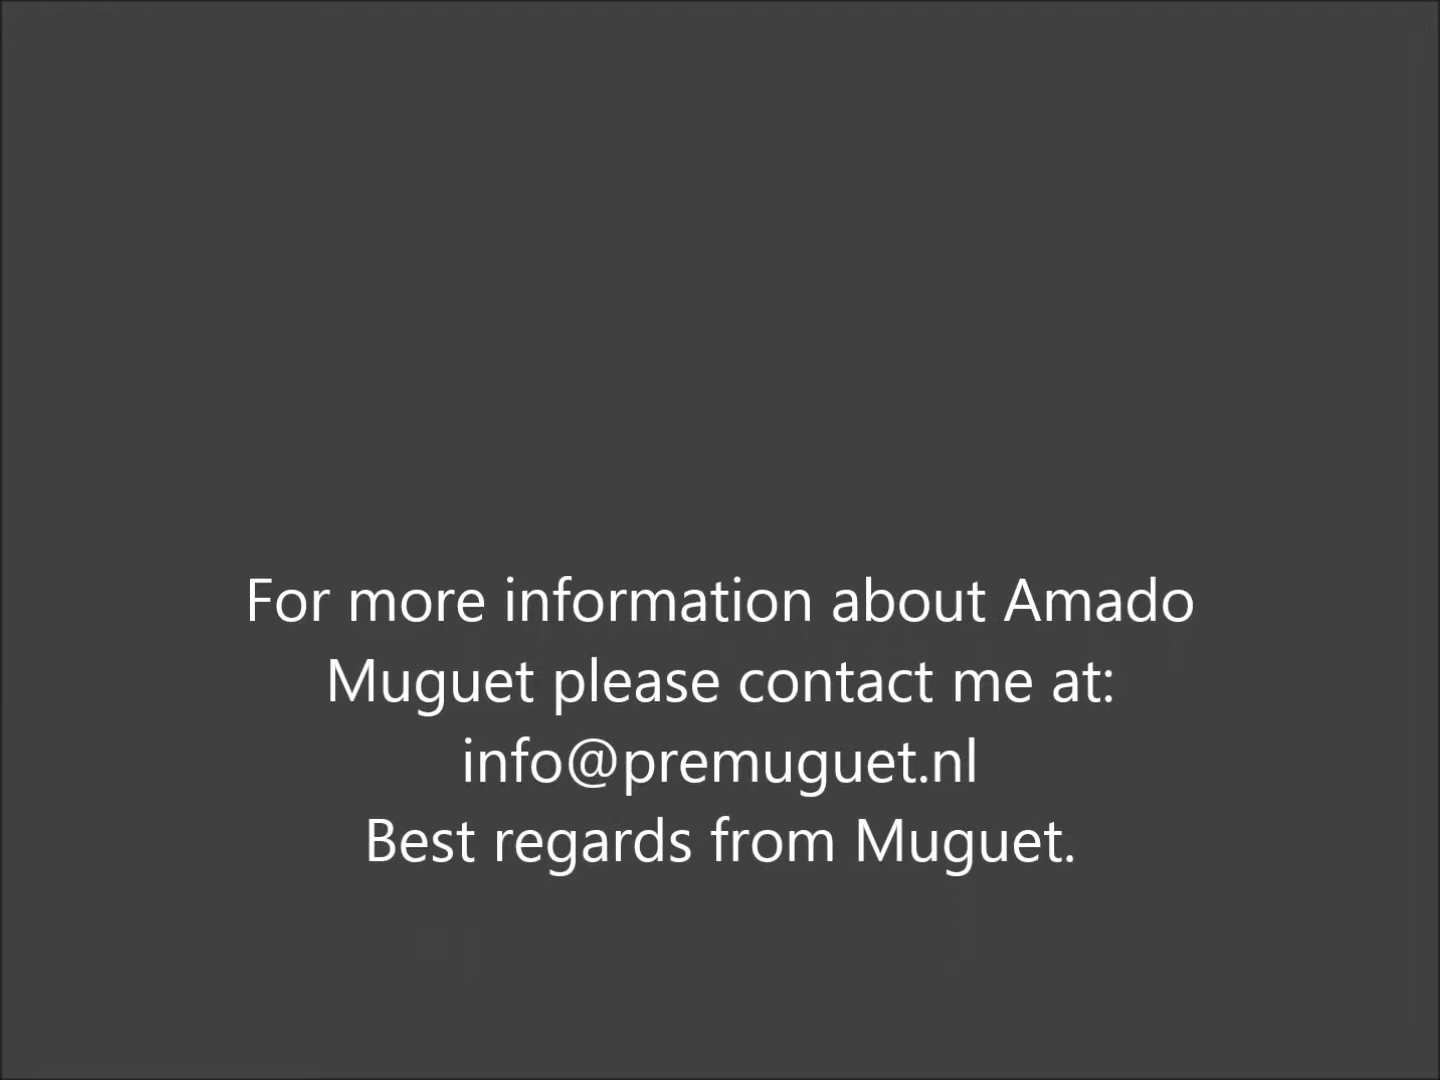 For more information about Amado
Muguet please contact me at:
info@premuguet.nl
Best regards from Muguet.